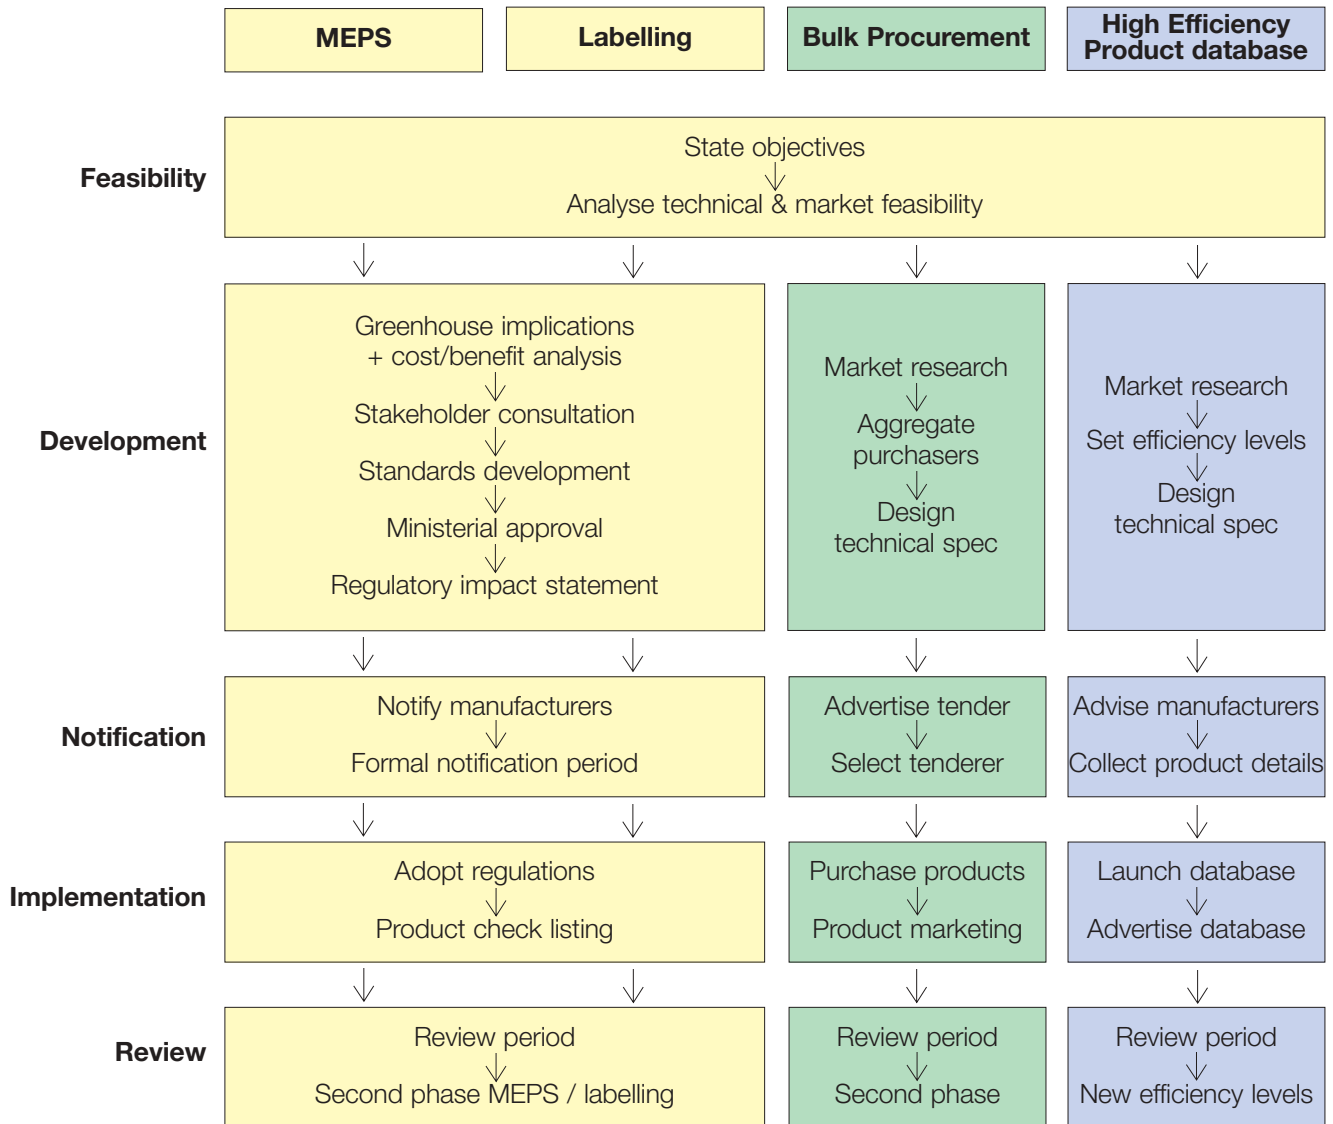 MEPS
Labelling
Bulk Procurement
High Efficiency
Product database
Feasibility
State objectives
Analyse technical & market feasibility
Development
Greenhouse implications
+ cost/benefit analysis
Stakeholder consultation
Standards development
Ministerial approval
Regulatory impact statement
Market research
Aggregate
purchasers
Design
technical spec
Market research
Set efficiency levels
Design
technical spec
Notification
Notify manufacturers
Formal notification period
Advertise tender
Select tenderer
Advise manufacturers
Collect product details
Implementation
Adopt regulations
Product check listing
Purchase products
Product marketing
Launch database
Advertise database
Review
Review period
Second phase MEPS / labelling
Review period
Second phase
Review period
New efficiency levels